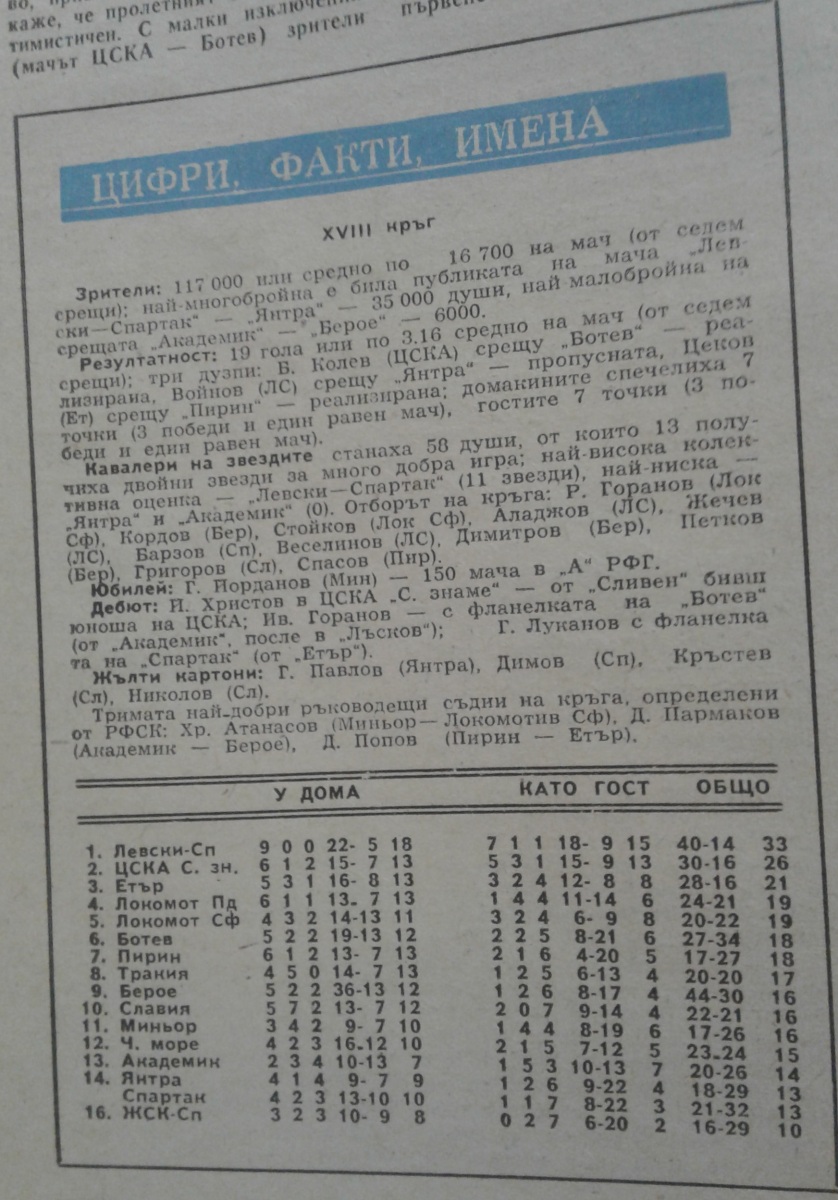 каже, че пролетният
тимистичен. С малки изключения
(мачът ЦСКА — Ботев) зрители
ЦИФРИ, ФАКТИ, ИМЕНА
XVIII кръг
Зрители: 117 000 или средно по 16 700 на мач (от седем
срещи); най-многобройна е била публиката на мача „Лев-
ски—Спартак“ — „Янтра“ — 35 000 души, най малобройна на
срещата „Академик“ — „Берое“ — 6000.
Резултатност: 19 гола или по 3.16 средно на мач (от седем
срещи); три дузпи: Б. Колев (ЦСКА) срещу „Ботев“ — реа-
лизирана, Войнов (ЛС) срещу „Янтра“ — пропусната, Цеков
(Ет) срещу „Пирин“ — реализирана; домакините спечелиха 7
точки (3 победи и един равен мач), гостите 7 точки (3 по-
беди и един равен мач).
Кавалери на звездите станаха 58 души, от които 13 полу-
чиха двойни звезди за много добра игра; най-висока колек-
тивна оценка — „Левски—Спартак“ (11 звезди), най-ниска —
„Янтра“ и „Академик“ (0). Отборът на кръга: Р. Горанов (Лок
Сф), Кордов (Бер), Стойков (Лок Сф), Аладжов (ЛС), Жечев
(ЛС), Барзов (Сп), Веселинов (ЛС), Димитров (Бер), Петков
(Бер), Григоров (Сл), Спасов (Пир).
Юбилей: Г. Йорданов (Мин) — 150 мача в „А“ РФГ.
Дебют: И. Христов в ЦСКА „С. знаме“ — от „Сливен“ бивш
юноша на ЦСКА; Ив. Горанов — с фланелката на „Ботев“
(от „Академик“, после в „Лъсков“); Г. Луканов с фланелка
та на „Спартак“ (от „Етър“).
Жълти картони: Г. Павлов (Янтра), Димов (Сп), Кръстев
(Сл), Николов (Сл).
Тримата най-добри ръководещи съдии на кръга, определени
от РФСК: Хр. Атанасов (Миньор—Локомотив Сф), Д. Пармаков
(Академик — Берое), Д. Попов (Пирин — Етър).
У ДОМА КАТО ГОСТ ОБЩО
1. Левски-Сп 9 0 0 22- 5 18 7 1 1 18- 9 15 40-14 33
2. ЦСКА С. зн. 6 1 2 15- 7 13 5 3 1 15- 9 13 30-16 26
3. Етър 5 3 1 16- 8 13 3 2 4 12- 8 8 28-16 21
4. Локомот Пд 6 1 1 13- 7 13 1 4 4 11-14 6 24-21 19
5. Локомот Сф 4 3 2 14-13 11 3 2 4 6- 9 8 20-22 19
6. Ботев 5 2 2 19-13 12 2 2 5 8-21 6 27-34 18
7. Пирин 6 1 2 13- 7 13 2 1 6 4-20 5 17-27 18
8. Тракия 4 5 0 14- 7 13 1 2 5 6-13 4 20-20 17
9. Берое 5 2 2 36-13 12 1 2 6 8-17 4 44-30 16
10. Славия 5 7 2 13- 7 12 2 0 7 9-14 4 22-21 16
11. Миньор 3 4 2 9- 7 10 1 4 4 8-19 6 17-26 16
12. Ч. море 4 2 3 16-12 10 2 1 5 7-12 5 23-24 15
13. Академик 2 3 4 10-13 7 1 5 3 10-13 7 20-26 14
14. Янтра 4 1 4 9- 7 9 1 2 6 9-22 4 18-29 13
Спартак 4 2 3 13-10 10 1 1 7 8-22 3 21-32 13
16. ЖСК-Сп 3 2 3 10- 9 8 0 2 7 6-20 2 16-29 10